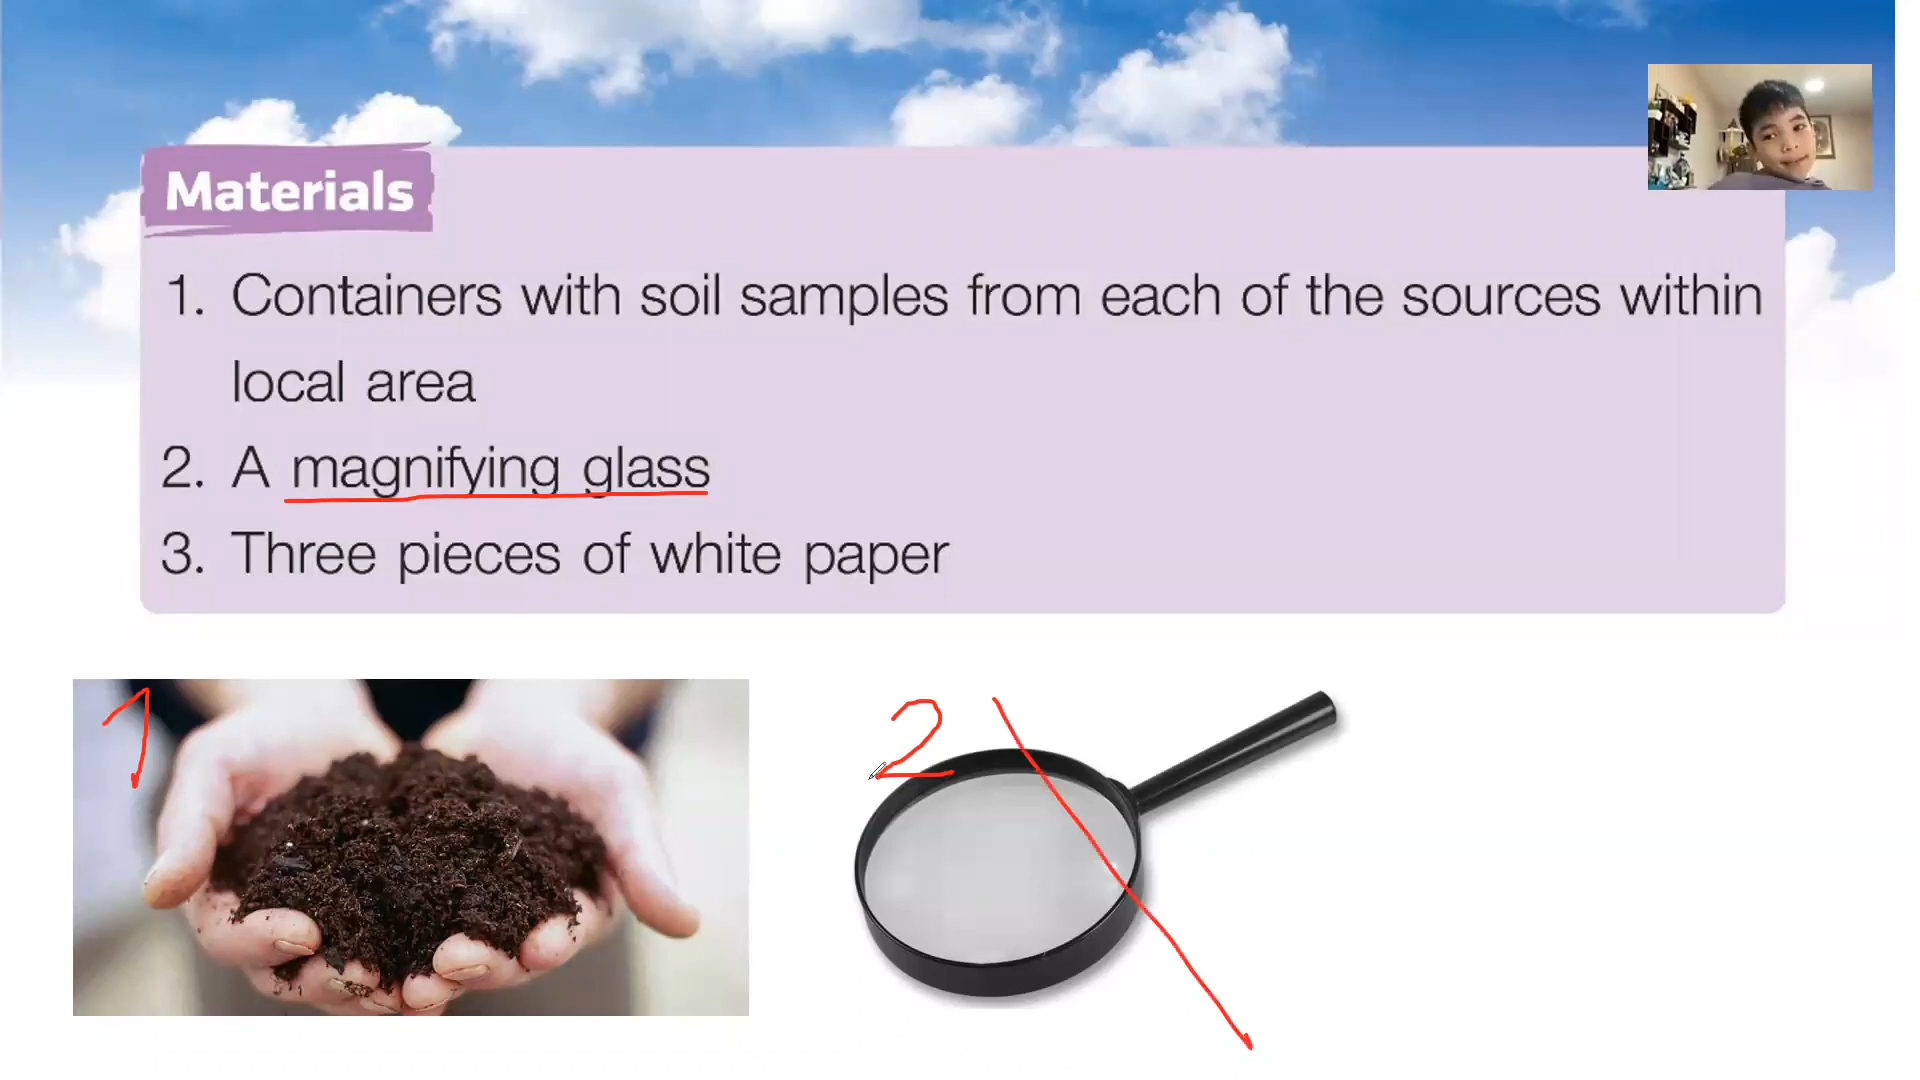 Materials
1. Containers with soil samples from each of the sources within
local area
2. A magnifying glass
3. Three pieces of white paper
1
2